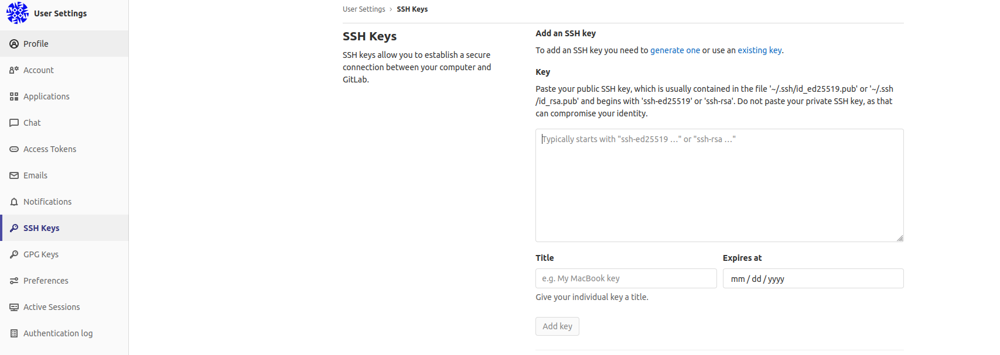 User Settings
Profile
Account
Applications
Chat
Access Tokens
Emails
Notifications
SSH Keys
GPG Keys
Preferences
Active Sessions
Authentication log
User Settings › SSH Keys
SSH Keys
SSH keys allow you to establish a secure
connection between your computer and
GitLab.
Add an SSH key
To add an SSH key you need to generate one or use an existing key.
Key
Paste your public SSH key, which is usually contained in the file '~/.ssh/id_ed25519.pub' or '~/.ssh
/id_rsa.pub' and begins with 'ssh-ed25519' or 'ssh-rsa'. Do not paste your private SSH key, as that
can compromise your identity.
Typically starts with "ssh-ed25519 …" or "ssh-rsa …"
Title
Expires at
e.g. My MacBook key
mm / dd / yyyy
Give your individual key a title.
Add key